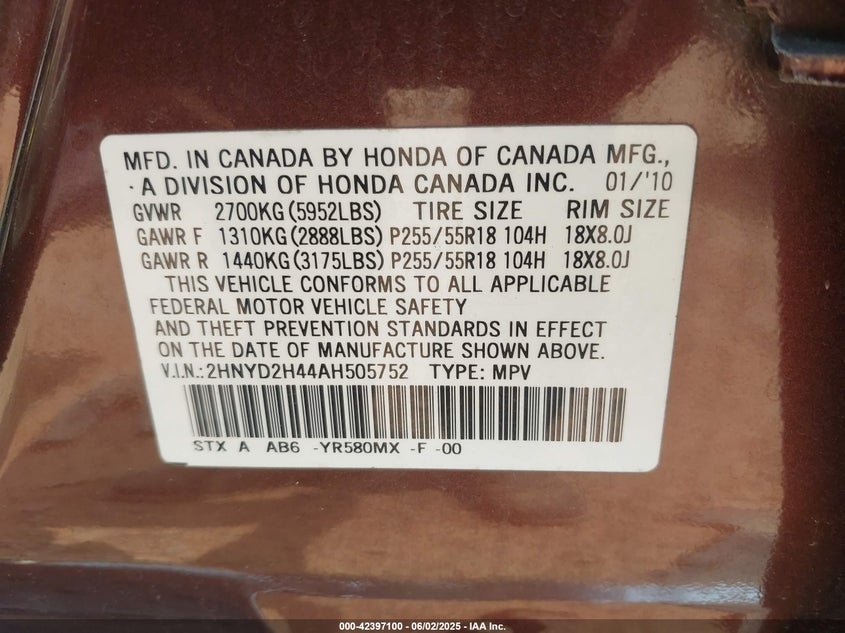 MFD. IN CANADA BY HONDA OF CANADA MFG.,
A DIVISION OF HONDA CANADA INC. 01/'10
GVWR 2700KG (5952LBS) TIRE SIZE RIM SIZE
GAWR F 1310KG (2888LBS) P255/55R18 104H 18X8.0J
GAWR R 1440KG (3175LBS) P255/55R18 104H 18X8.0J
THIS VEHICLE CONFORMS TO ALL APPLICABLE
FEDERAL MOTOR VEHICLE SAFETY
AND THEFT PREVENTION STANDARDS IN EFFECT
ON THE DATE OF MANUFACTURE SHOWN ABOVE.
V.I.N.: 2HNYD2H44AH505752 TYPE: MPV
STX A AB6 -YR580MX -F -00
000-42397100 - 06/02/2025 - IAA Inc.